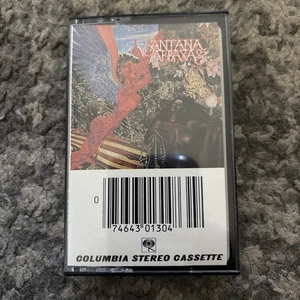 SANTANA
ABRAXAS
0
74643 01304
COLUMBIA STEREO CASSETTE